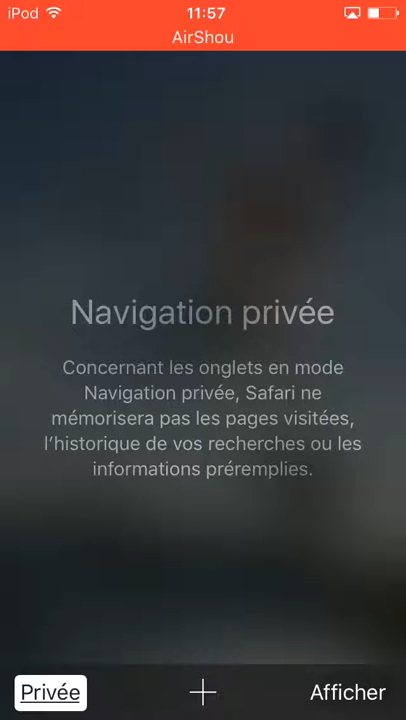 iPod 11:57
AirShou
Navigation privée
Concernant les onglets en mode
Navigation privée, Safari ne
mémorisera pas les pages visitées,
l’historique de vos recherches ou les
informations préremplies.
Privée + Afficher